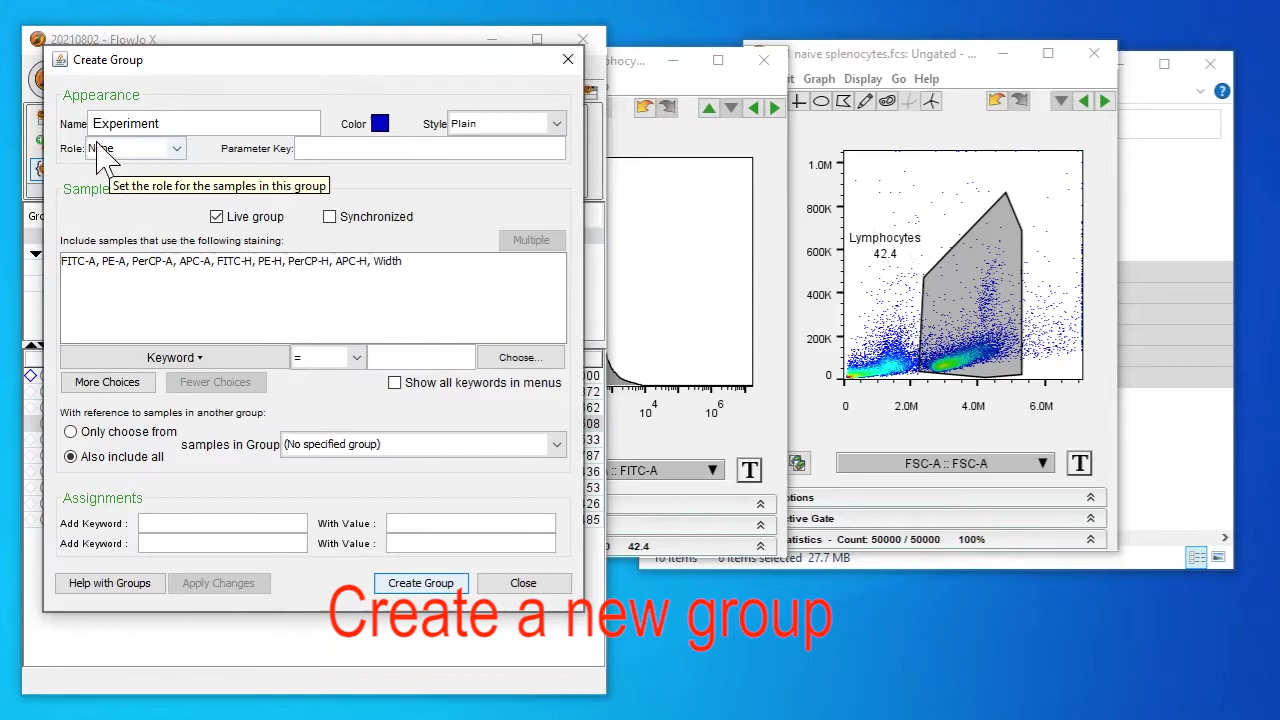 20210802 - FlowJo X
Create Group
Appearance
Name Experiment Color Style Plain
Role: Parameter Key:
Set the role for the samples in this group
Live group Synchronized
Include samples that use the following staining: Multiple
FITC-A, PE-A, PerCP-A, APC-A, FITC-H, PE-H, PerCP-H, APC-H, Width
Keyword = Choose...
More Choices Fewer Choices Show all keywords in menus
With reference to samples in another group:
Only choose from
samples in Group (No specified group)
Also include all
Assignments
Add Keyword : With Value :
Add Keyword : With Value :
Help with Groups Apply Changes Create Group Close
Create a new group
10^4 10^6
:: FITC-A T
42.4
naive splenocytes.fcs: Ungated - ...
Graph Display Go Help
1.0M
800K
600K
400K
200K
0
Lymphocytes
42.4
0 2.0M 4.0M 6.0M
FSC-A :: FSC-A T
Count: 50000 / 50000 100%
items selected 27.7 MB